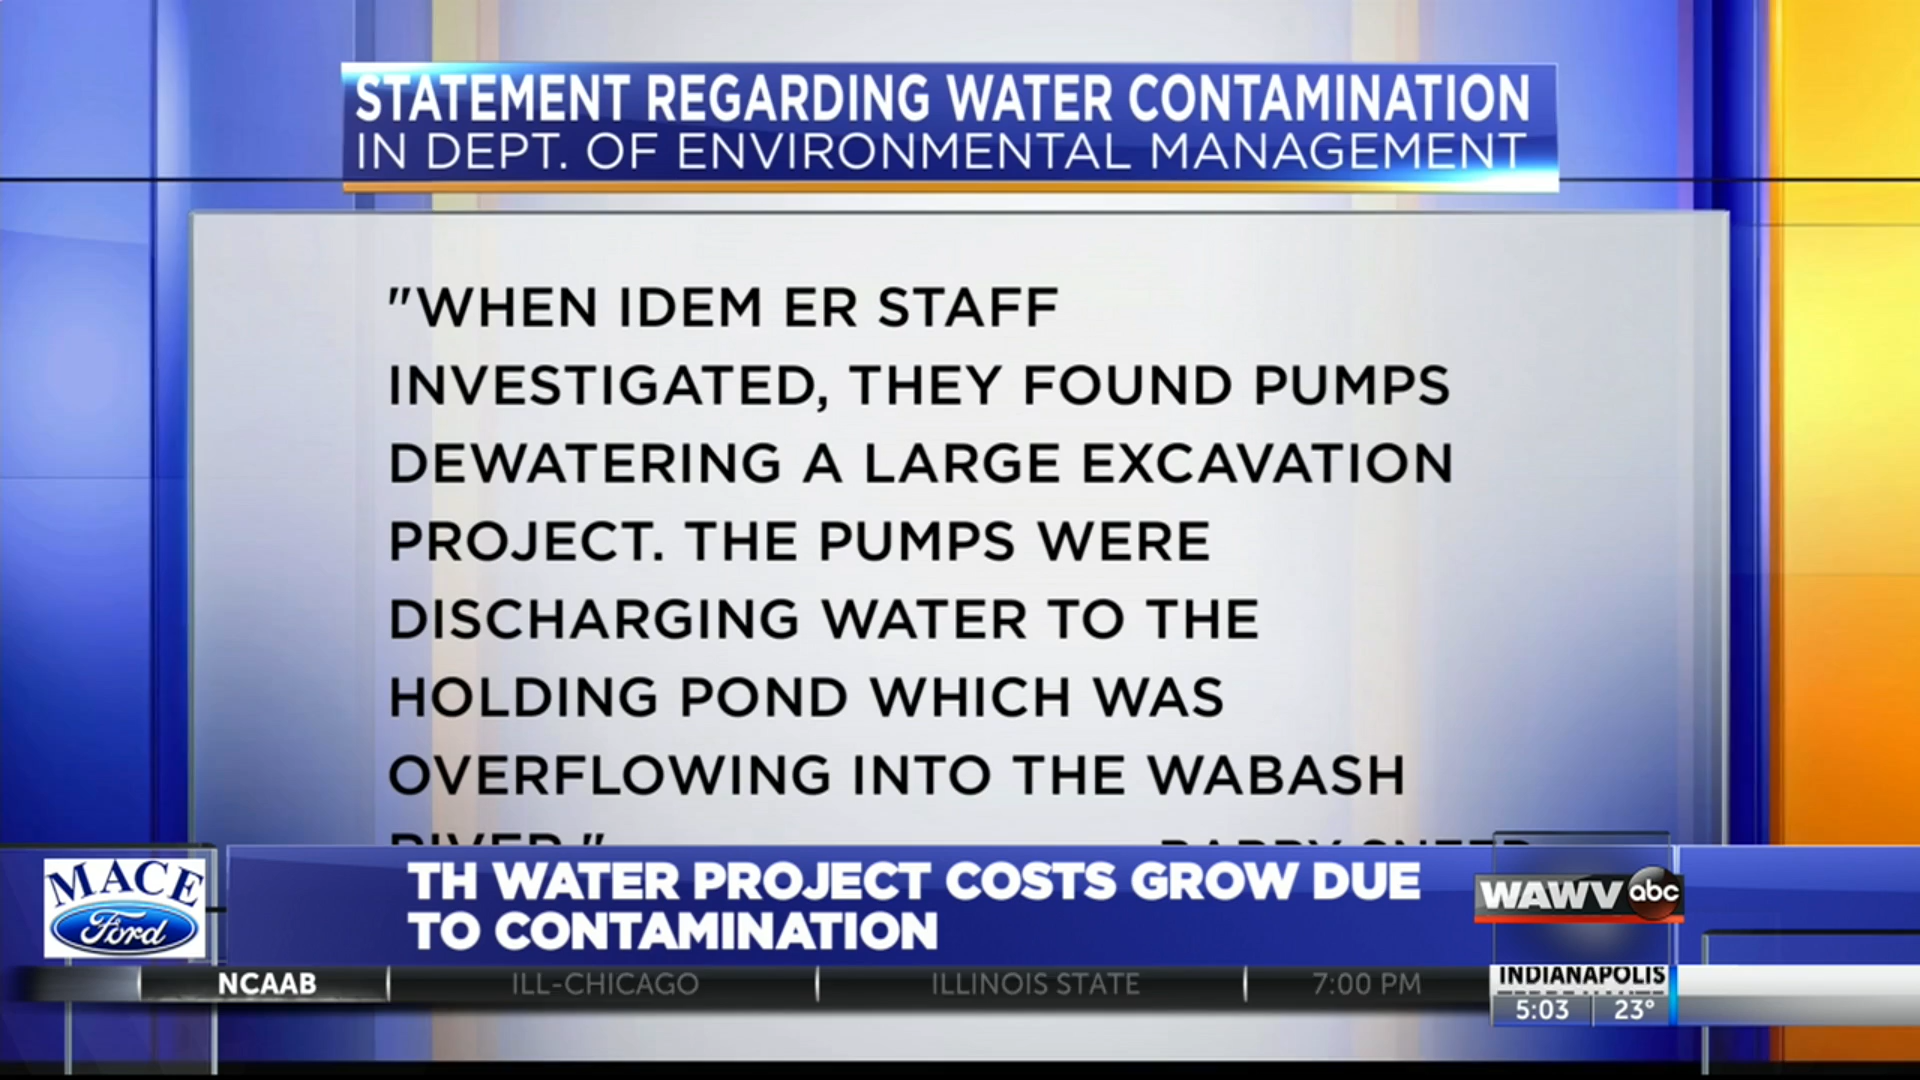 STATEMENT REGARDING WATER CONTAMINATION
IN DEPT. OF ENVIRONMENTAL MANAGEMENT
"WHEN IDEM ER STAFF
INVESTIGATED, THEY FOUND PUMPS
DEWATERING A LARGE EXCAVATION
PROJECT. THE PUMPS WERE
DISCHARGING WATER TO THE
HOLDING POND WHICH WAS
OVERFLOWING INTO THE WABASH
RIVER."
MACE
Ford
TH WATER PROJECT COSTS GROW DUE
TO CONTAMINATION
WAWV abc
NCAAB ILL-CHICAGO ILLINOIS STATE 7:00 PM
INDIANAPOLIS
5:03 23°